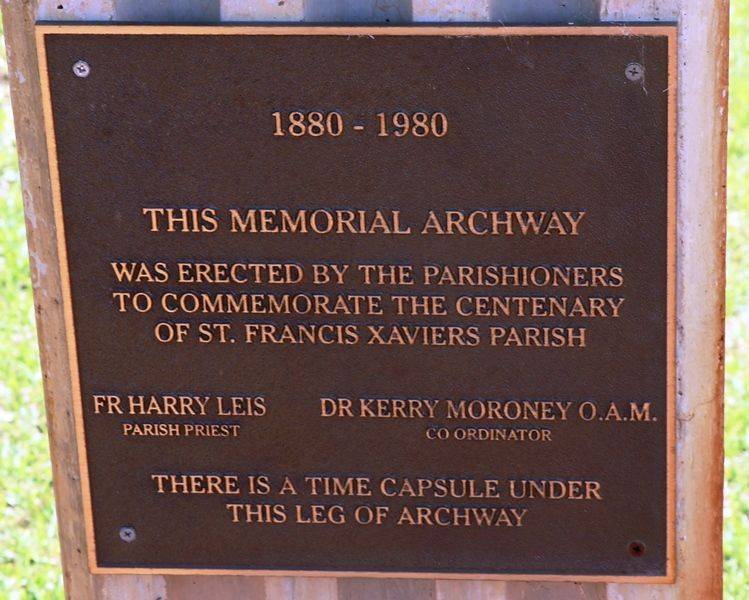 1880 - 1980
THIS MEMORIAL ARCHWAY
WAS ERECTED BY THE PARISHIONERS
TO COMMEMORATE THE CENTENARY
OF ST. FRANCIS XAVIERS PARISH
FR HARRY LEIS
PARISH PRIEST
DR KERRY MORONEY O.A.M.
CO ORDINATOR
THERE IS A TIME CAPSULE UNDER
THIS LEG OF ARCHWAY